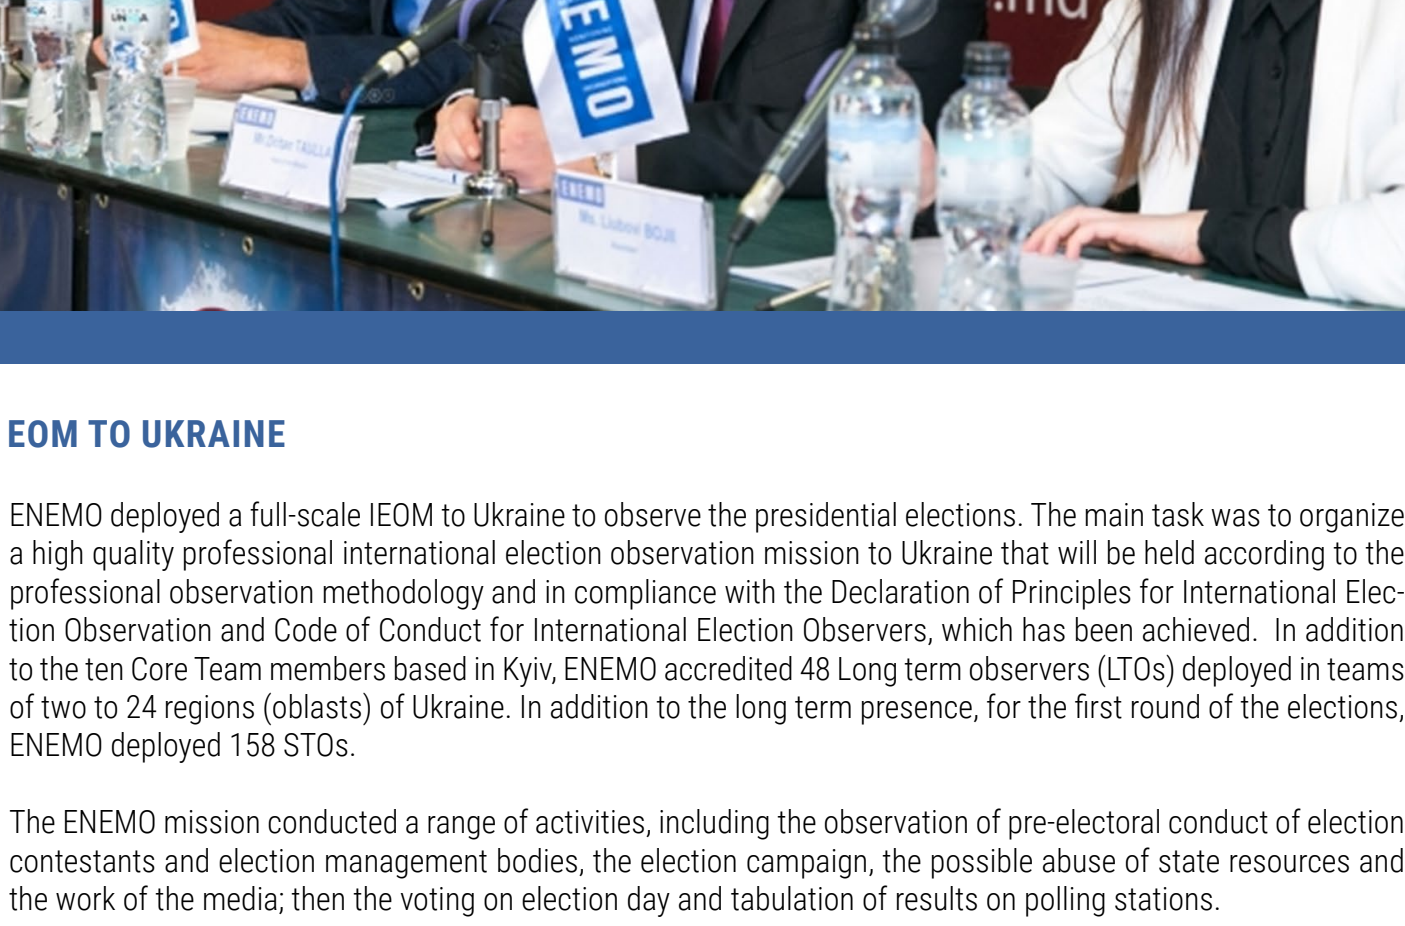 .md
EMO
ENEMO
Mr. Dritan TAULLA
ENEMO
Ms. Liubovi BOJII
EOM TO UKRAINE
ENEMO deployed a full-scale IEOM to Ukraine to observe the presidential elections. The main task was to organize
a high quality professional international election observation mission to Ukraine that will be held according to the
professional observation methodology and in compliance with the Declaration of Principles for International Elec-
tion Observation and Code of Conduct for International Election Observers, which has been achieved.  In addition
to the ten Core Team members based in Kyiv, ENEMO accredited 48 Long term observers (LTOs) deployed in teams
of two to 24 regions (oblasts) of Ukraine. In addition to the long term presence, for the first round of the elections,
ENEMO deployed 158 STOs.
The ENEMO mission conducted a range of activities, including the observation of pre-electoral conduct of election
contestants and election management bodies, the election campaign, the possible abuse of state resources and
the work of the media; then the voting on election day and tabulation of results on polling stations.